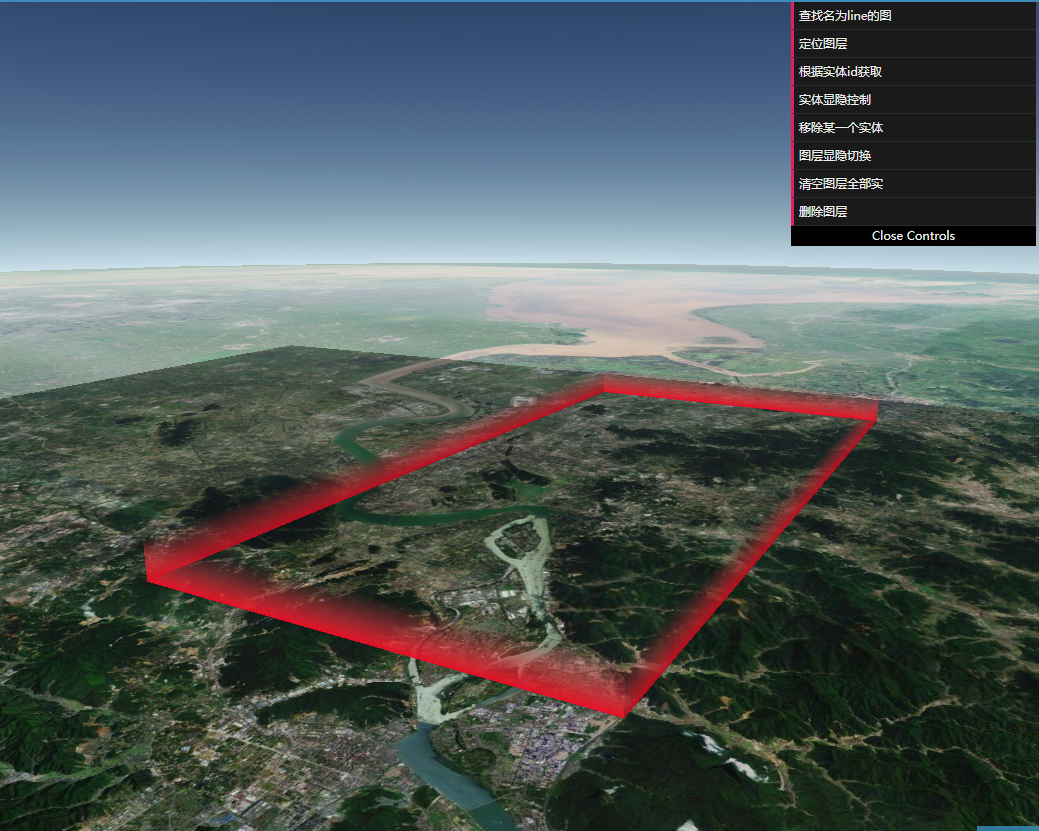 查找名为line的图
定位图层
根据实体id获取
实体显隐控制
移除某一个实体
图层显隐切换
清空图层全部实
删除图层
Close Controls